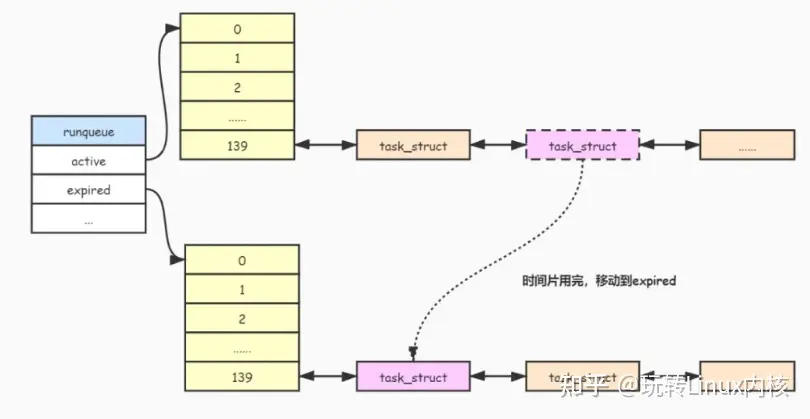 0
1
2
......
139
task_struct
task_struct
......
runqueue
active
expired
...
0
1
2
......
139
时间片用完，移动到expired
task_struct
task_struct
......
知乎 @玩转Linux内核